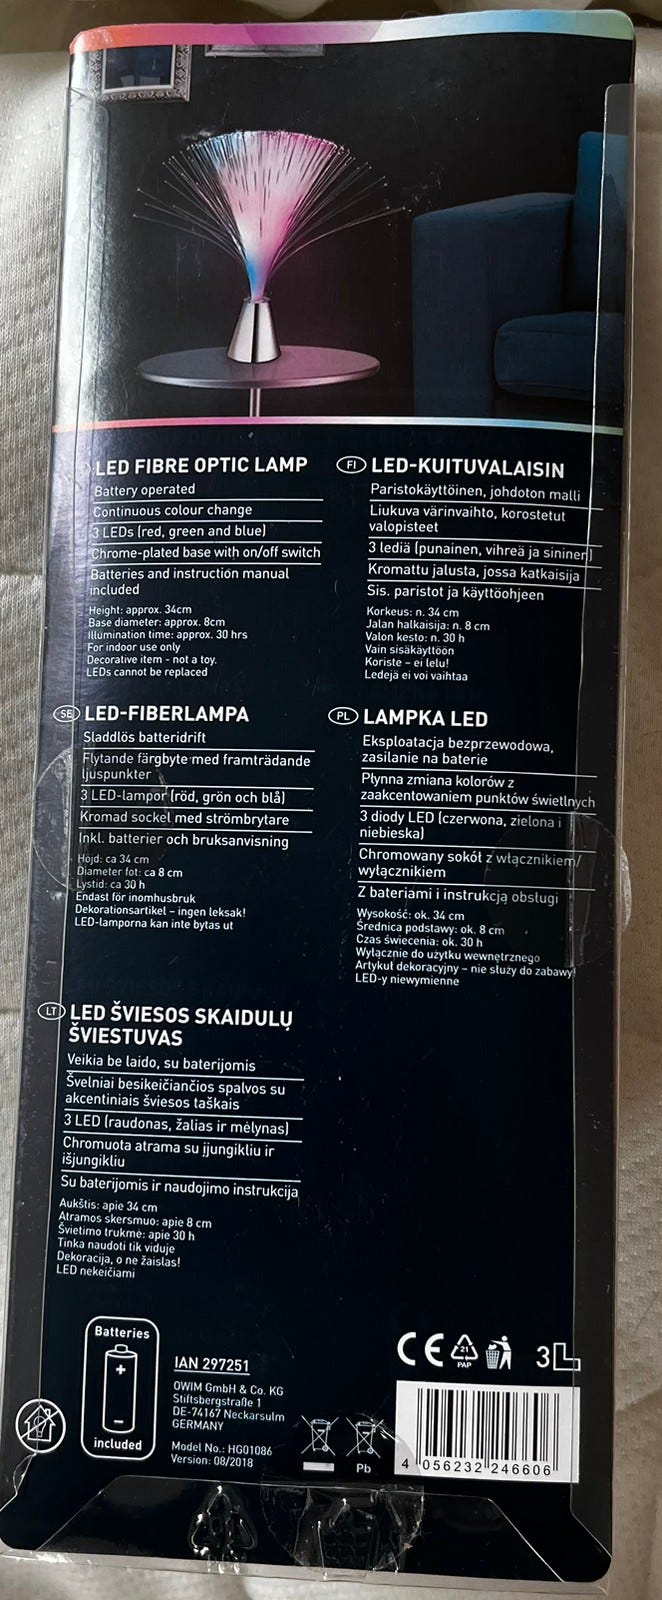 LED FIBRE OPTIC LAMP
Battery operated
Continuous colour change
3 LEDs (red, green and blue)
Chrome-plated base with on/off switch
Batteries and instruction manual
included
Height: approx. 34cm
Base diameter: approx. 8cm
Illumination time: approx. 30 hrs
For indoor use only
Decorative item - not a toy.
LEDs cannot be replaced
FI LED-KUITUVALAISIN
Paristokäyttöinen, johdoton malli
Liukuva värinvaihto, korostetut
valopisteet
3 lediä (punainen, vihreä ja sininen)
Kromattu jalusta, jossa katkaisija
Sis. paristot ja käyttöohjeen
Korkeus: n. 34 cm
Jalan halkaisija: n. 8 cm
Valon kesto: n. 30 h
Vain sisäkäyttöön
Koriste – ei lelu!
Ledejä ei voi vaihtaa
SE LED-FIBERLAMPA
Sladdlös batteridrift
Flytande färgbyte med framträdande
ljuspunkter
3 LED-lampor (röd, grön och blå)
Kromad sockel med strömbrytare
Inkl. batterier och bruksanvisning
Höjd: ca 34 cm
Diameter fot: ca 8 cm
Lystid: ca 30 h
Endast för inomhusbruk
Dekorationsartikel – ingen leksak!
LED-lamporna kan inte bytas ut
PL LAMPKA LED
Eksploatacja bezprzewodowa,
zasilanie na baterie
Płynna zmiana kolorów z
zaakcentowaniem punktów świetlnych
3 diody LED (czerwona, zielona i
niebieska)
Chromowany sokół z włącznikiem/
wyłącznikiem
Z bateriami i instrukcją obsługi
Wysokość: ok. 34 cm
Średnica podstawy: ok. 8 cm
Czas świecenia: ok. 30 h
Wyłącznie do użytku wewnętrznego
Artykuł dekoracyjny – nie służy do zabawy!
LED-y niewymienne
LT LED ŠVIESOS SKAIDULŲ
ŠVIESTUVAS
Veikia be laido, su baterijomis
Švelniai besikeičiančios spalvos su
akcentiniais šviesos taškais
3 LED (raudonas, žalias ir mėlynas)
Chromuota atrama su įjungikliu ir
išjungikliu
Su baterijomis ir naudojimo instrukcija
Aukštis: apie 34 cm
Atramos skersmuo: apie 8 cm
Švietimo trukmė: apie 30 h
Tinka naudoti tik viduje
Dekoracija, o ne žaislas!
LED nekeičiami
Batteries
+
–
included
IAN 297251
OWIM GmbH & Co. KG
Stiftsbergstraße 1
DE-74167 Neckarsulm
GERMANY
Model No.: HG01086
Version: 08/2018
CE
21
PAP
3L
Pb
4 056232 246606